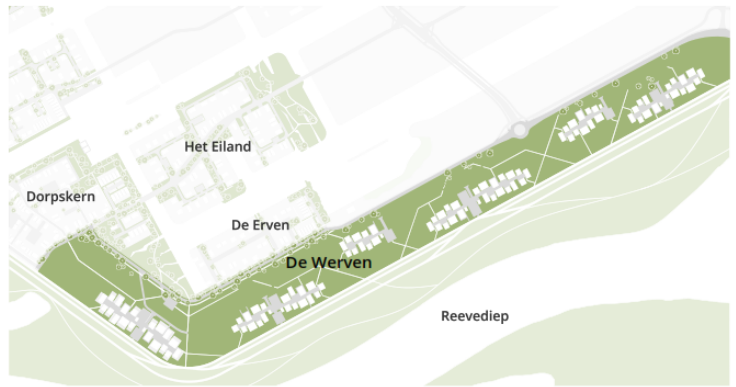 Het Eiland
Dorpskern
De Erven
De Werven
Reevediep